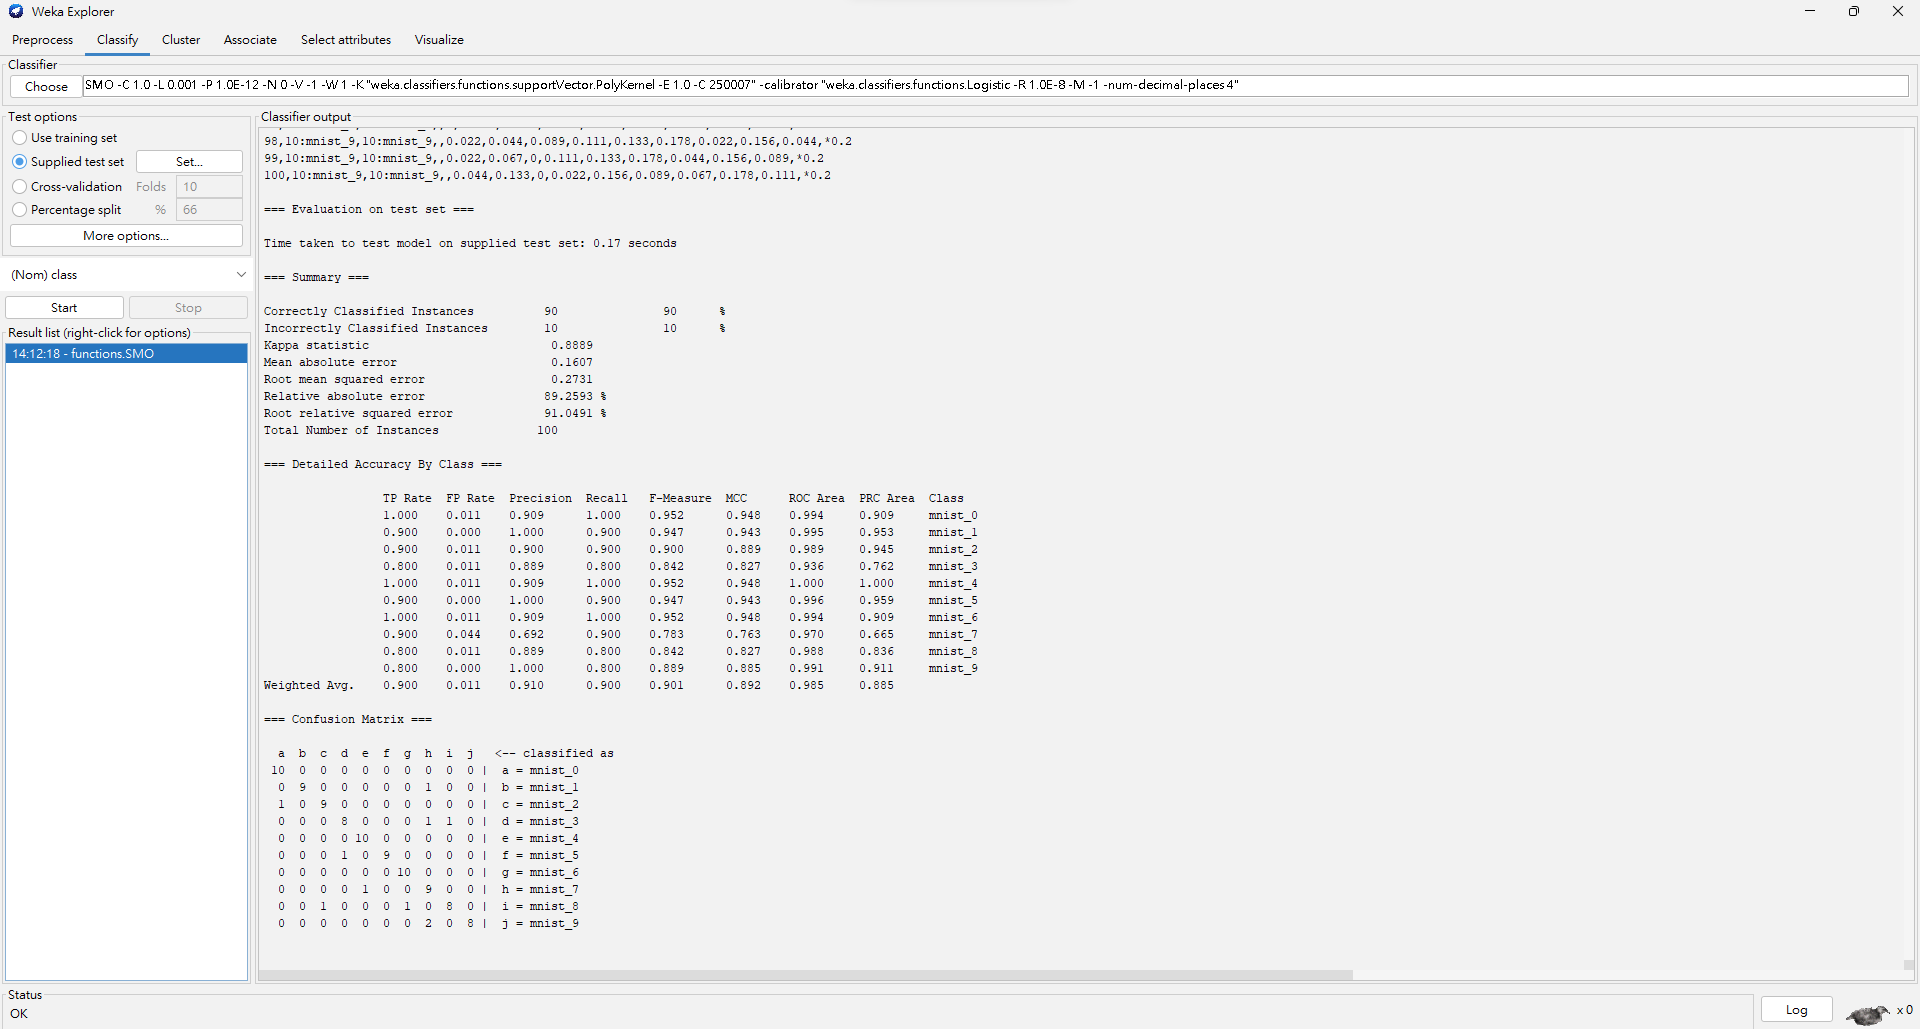 Weka Explorer
Preprocess Classify Cluster Associate Select attributes Visualize
Classifier
Choose SMO -C 1.0 -L 0.001 -P 1.0E-12 -N 0 -V -1 -W 1 -K "weka.classifiers.functions.supportVector.PolyKernel -E 1.0 -C 250007" -calibrator "weka.classifiers.functions.Logistic -R 1.0E-8 -M -1 -num-decimal-places 4"
Test options
Use training set
Supplied test set Set...
Cross-validation Folds 10
Percentage split % 66
More options...
(Nom) class
Start Stop
Result list (right-click for options)
14:12:18 - functions.SMO
Classifier output
98,10:mnist_9,10:mnist_9,,0.022,0.044,0.089,0.111,0.133,0.178,0.022,0.156,0.044,*0.2
99,10:mnist_9,10:mnist_9,,0.022,0.067,0,0.111,0.133,0.178,0.044,0.156,0.089,*0.2
100,10:mnist_9,10:mnist_9,,0.044,0.133,0,0.022,0.156,0.089,0.067,0.178,0.111,*0.2
=== Evaluation on test set ===
Time taken to test model on supplied test set: 0.17 seconds
=== Summary ===
Correctly Classified Instances 90 90 %
Incorrectly Classified Instances 10 10 %
Kappa statistic 0.8889
Mean absolute error 0.1607
Root mean squared error 0.2731
Relative absolute error 89.2593 %
Root relative squared error 91.0491 %
Total Number of Instances 100
=== Detailed Accuracy By Class ===
TP Rate FP Rate Precision Recall F-Measure MCC ROC Area PRC Area Class
1.000 0.011 0.909 1.000 0.952 0.948 0.994 0.909 mnist_0
0.900 0.000 1.000 0.900 0.947 0.943 0.995 0.953 mnist_1
0.900 0.011 0.900 0.900 0.900 0.889 0.989 0.945 mnist_2
0.800 0.011 0.889 0.800 0.842 0.827 0.936 0.762 mnist_3
1.000 0.011 0.909 1.000 0.952 0.948 1.000 1.000 mnist_4
0.900 0.000 1.000 0.900 0.947 0.943 0.996 0.959 mnist_5
1.000 0.011 0.909 1.000 0.952 0.948 0.994 0.909 mnist_6
0.900 0.044 0.692 0.900 0.783 0.763 0.970 0.665 mnist_7
0.800 0.011 0.889 0.800 0.842 0.827 0.988 0.836 mnist_8
0.800 0.000 1.000 0.800 0.889 0.885 0.991 0.911 mnist_9
Weighted Avg. 0.900 0.011 0.910 0.900 0.901 0.892 0.985 0.885
=== Confusion Matrix ===
a b c d e f g h i j <-- classified as
10 0 0 0 0 0 0 0 0 0 | a = mnist_0
0 9 0 0 0 0 0 1 0 0 | b = mnist_1
1 0 9 0 0 0 0 0 0 0 | c = mnist_2
0 0 0 8 0 0 0 1 1 0 | d = mnist_3
0 0 0 0 10 0 0 0 0 0 | e = mnist_4
0 0 0 1 0 9 0 0 0 0 | f = mnist_5
0 0 0 0 0 0 10 0 0 0 | g = mnist_6
0 0 0 0 1 0 0 9 0 0 | h = mnist_7
0 0 1 0 0 0 1 0 8 0 | i = mnist_8
0 0 0 0 0 0 0 2 0 8 | j = mnist_9
Status
OK
Log x 0